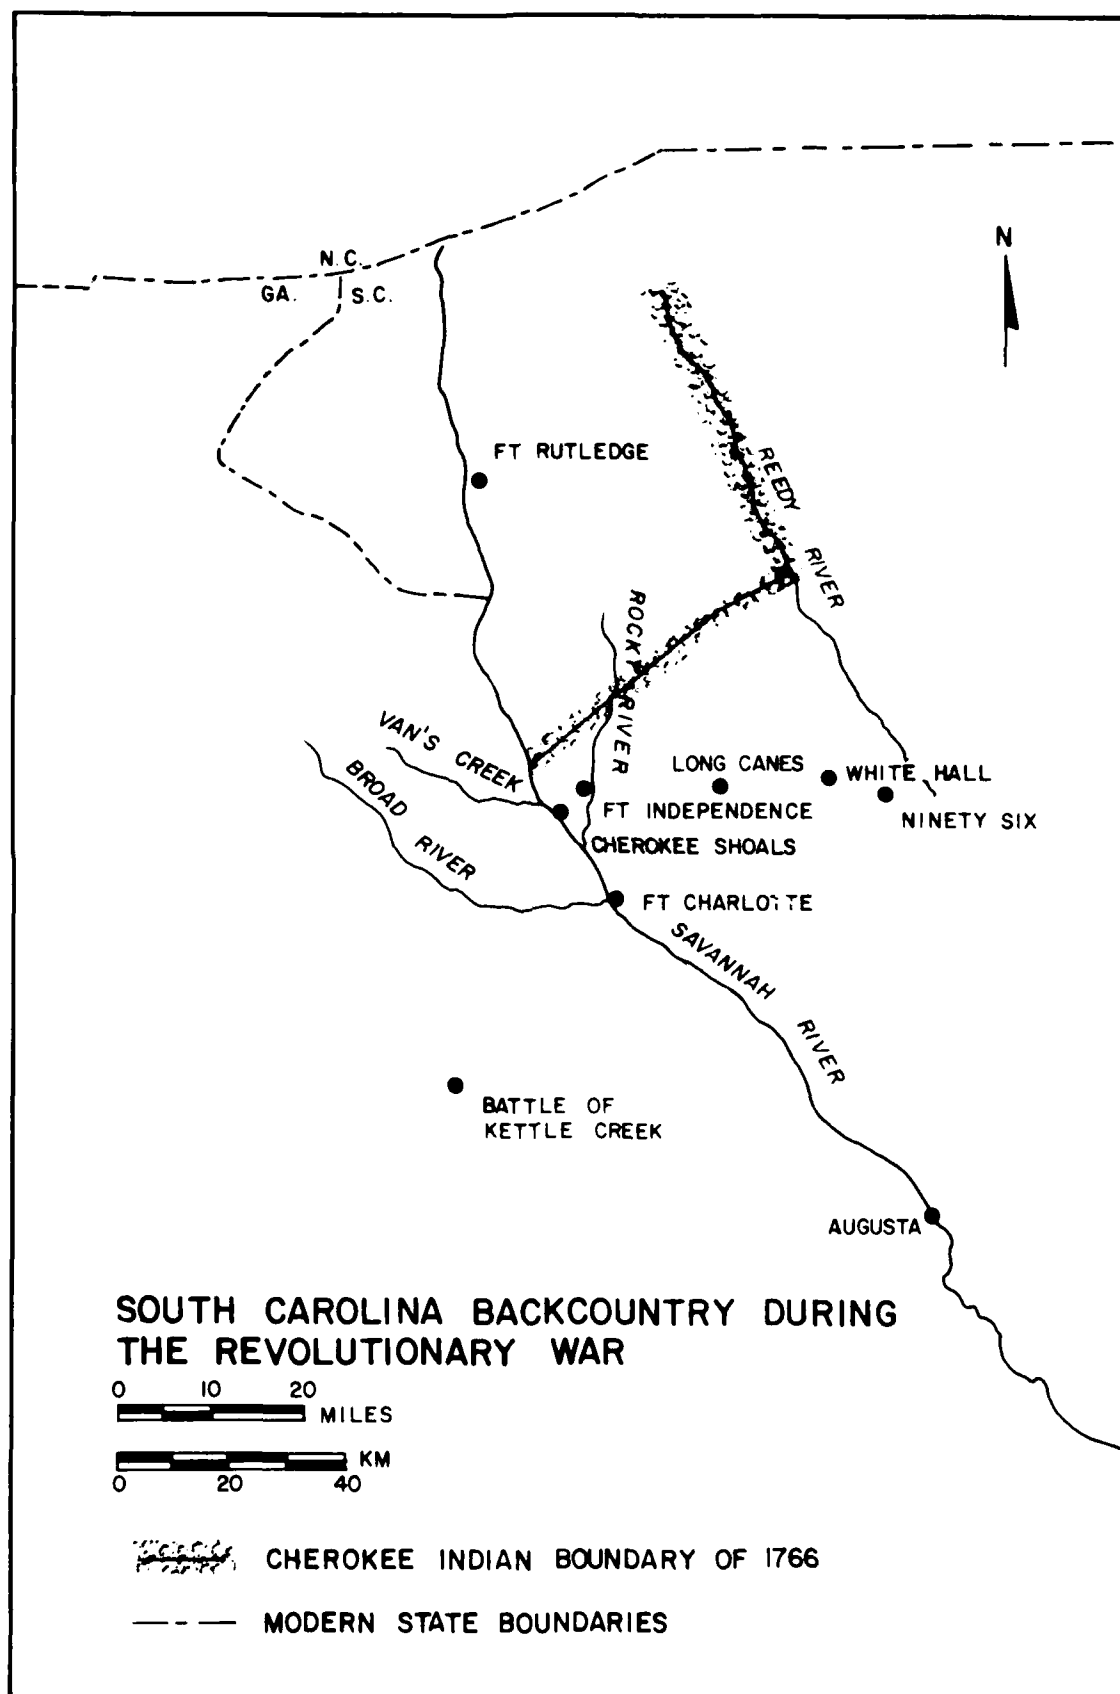 N
N.C.
GA.
S.C.
FT RUTLEDGE
REEDY
RIVER
ROCKY
RIVER
VAN'S CREEK
BROAD
RIVER
LONG CANES
WHITE HALL
FT INDEPENDENCE
NINETY SIX
CHEROKEE SHOALS
FT CHARLOTTE
SAVANNAH
RIVER
BATTLE OF
KETTLE CREEK
AUGUSTA
SOUTH CAROLINA BACKCOUNTRY DURING
THE REVOLUTIONARY WAR
0 10 20
MILES
KM
0 20 40
CHEROKEE INDIAN BOUNDARY OF 1766
MODERN STATE BOUNDARIES